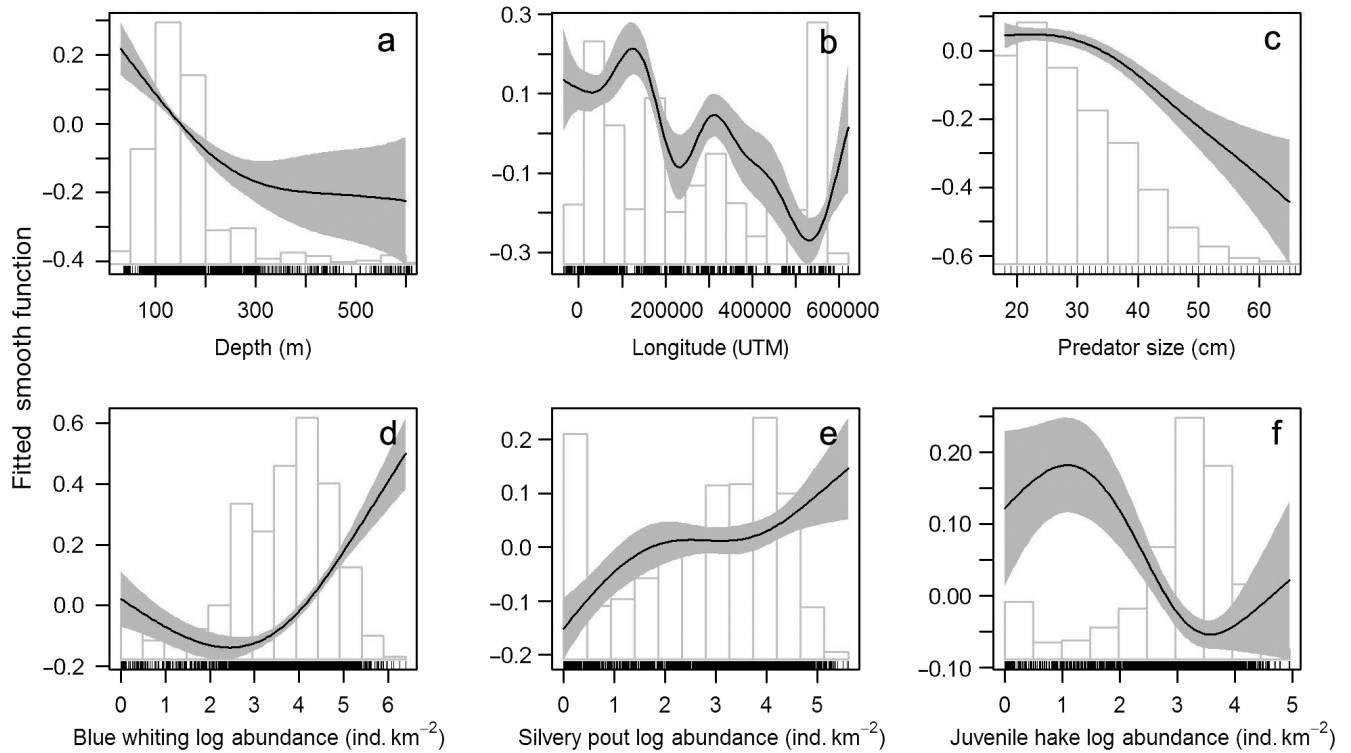 Fitted smooth function
a
0.2
0.0
−0.2
−0.4
100 300 500
Depth (m)
b
0.3
0.1
−0.1
−0.3
0 200000 400000 600000
Longitude (UTM)
c
0.0
−0.2
−0.4
−0.6
20 30 40 50 60
Predator size (cm)
d
0.6
0.4
0.2
0.0
−0.2
0 1 2 3 4 5 6
Blue whiting log abundance (ind. km−2)
e
0.2
0.1
0.0
−0.1
−0.2
0 1 2 3 4 5
Silvery pout log abundance (ind. km−2)
f
0.20
0.10
0.00
−0.10
0 1 2 3 4 5
Juvenile hake log abundance (ind. km−2)